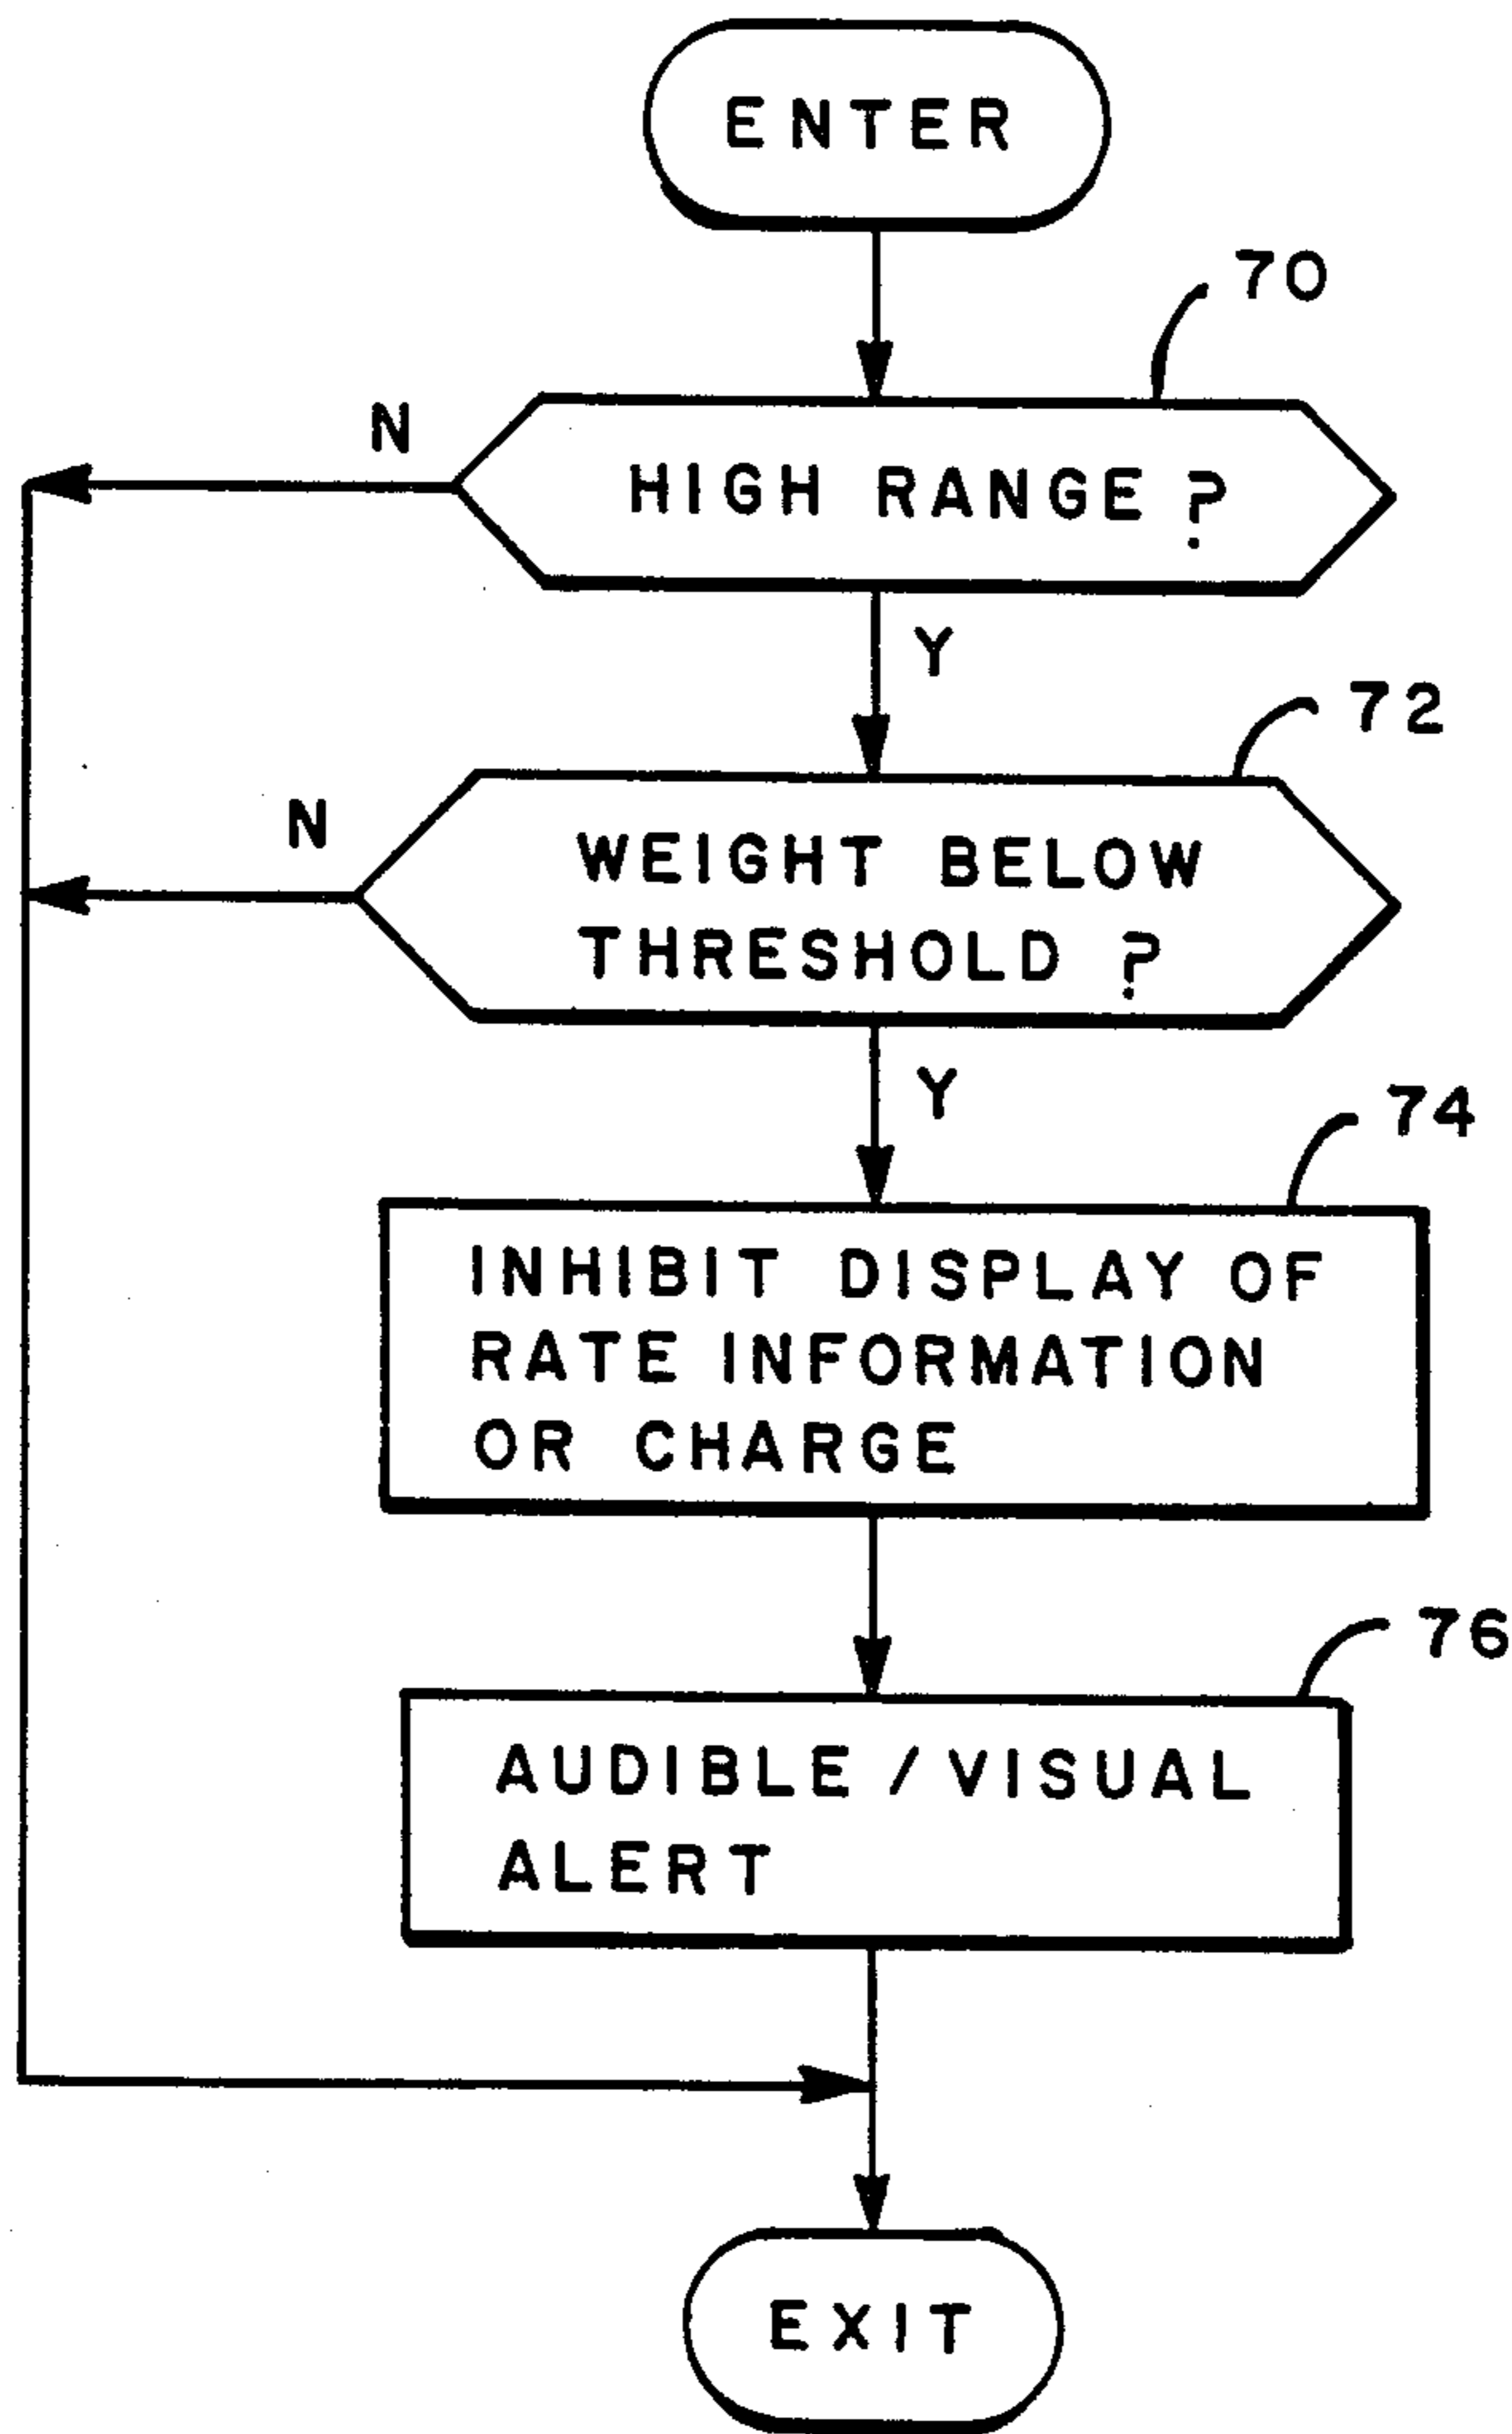 ENTER
70
N
HIGH RANGE ?
Y
72
N
WEIGHT BELOW
THRESHOLD ?
Y
74
INHIBIT DISPLAY OF
RATE INFORMATION
OR CHARGE
76
AUDIBLE / VISUAL
ALERT
EXIT